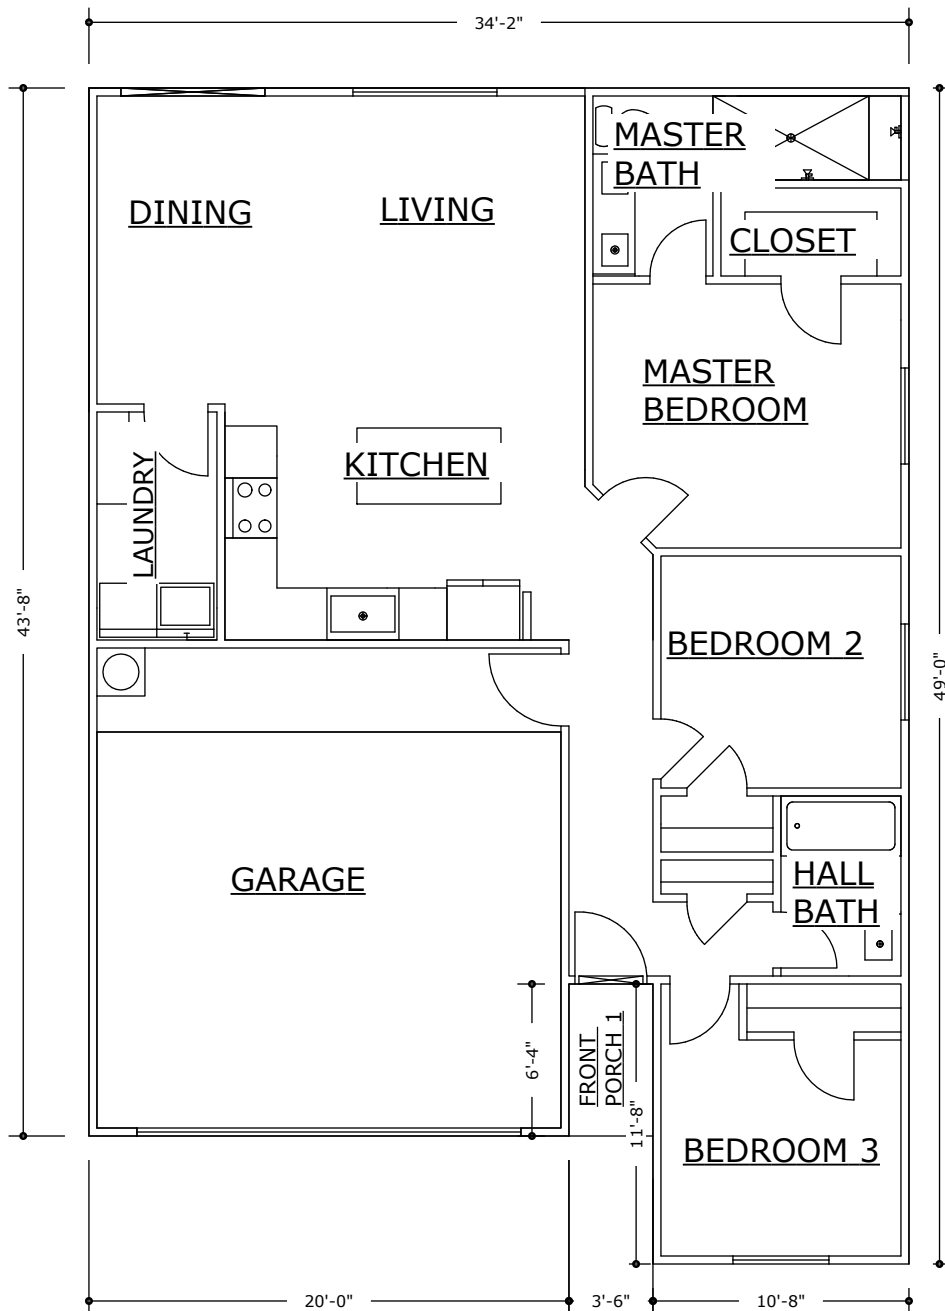 34'-2"
MASTER
BATH
DINING
LIVING
CLOSET
MASTER
BEDROOM
KITCHEN
LAUNDRY
43'-8"
BEDROOM 2
49'-0"
GARAGE
HALL
BATH
6'-4"
FRONT
PORCH 1
11'-8"
BEDROOM 3
20'-0"
3'-6"
10'-8"